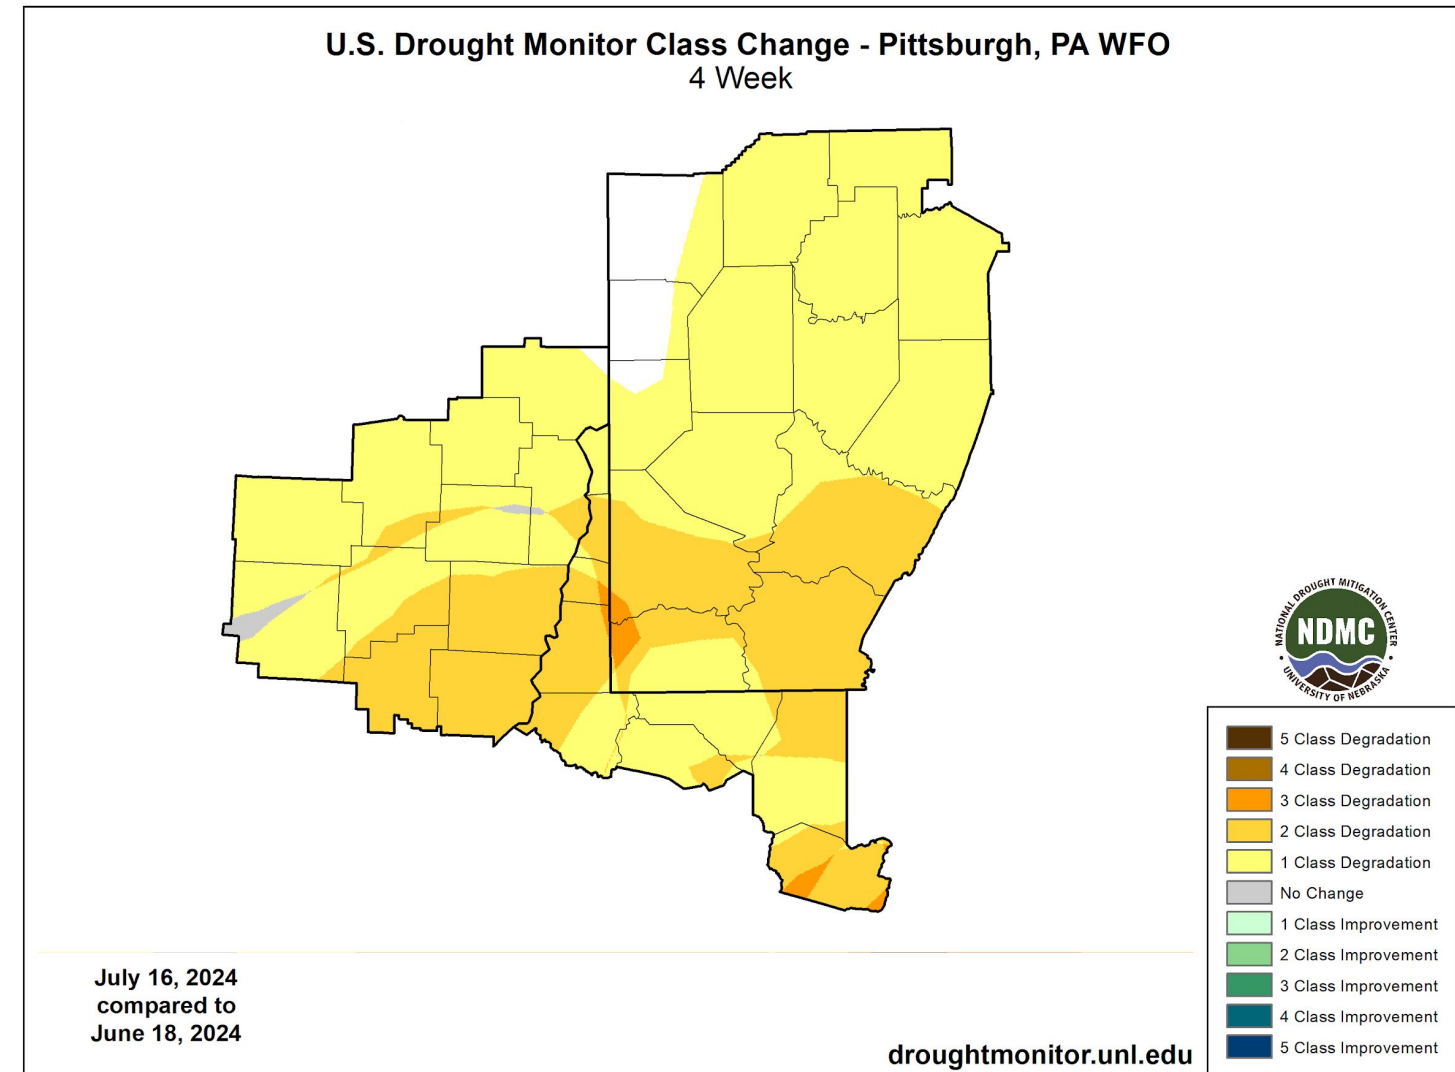 U.S. Drought Monitor Class Change - Pittsburgh, PA WFO
4 Week
NATIONAL DROUGHT MITIGATION CENTER
NDMC
UNIVERSITY OF NEBRASKA
5 Class Degradation
4 Class Degradation
3 Class Degradation
2 Class Degradation
1 Class Degradation
No Change
1 Class Improvement
2 Class Improvement
3 Class Improvement
4 Class Improvement
5 Class Improvement
July 16, 2024
compared to
June 18, 2024
droughtmonitor.unl.edu